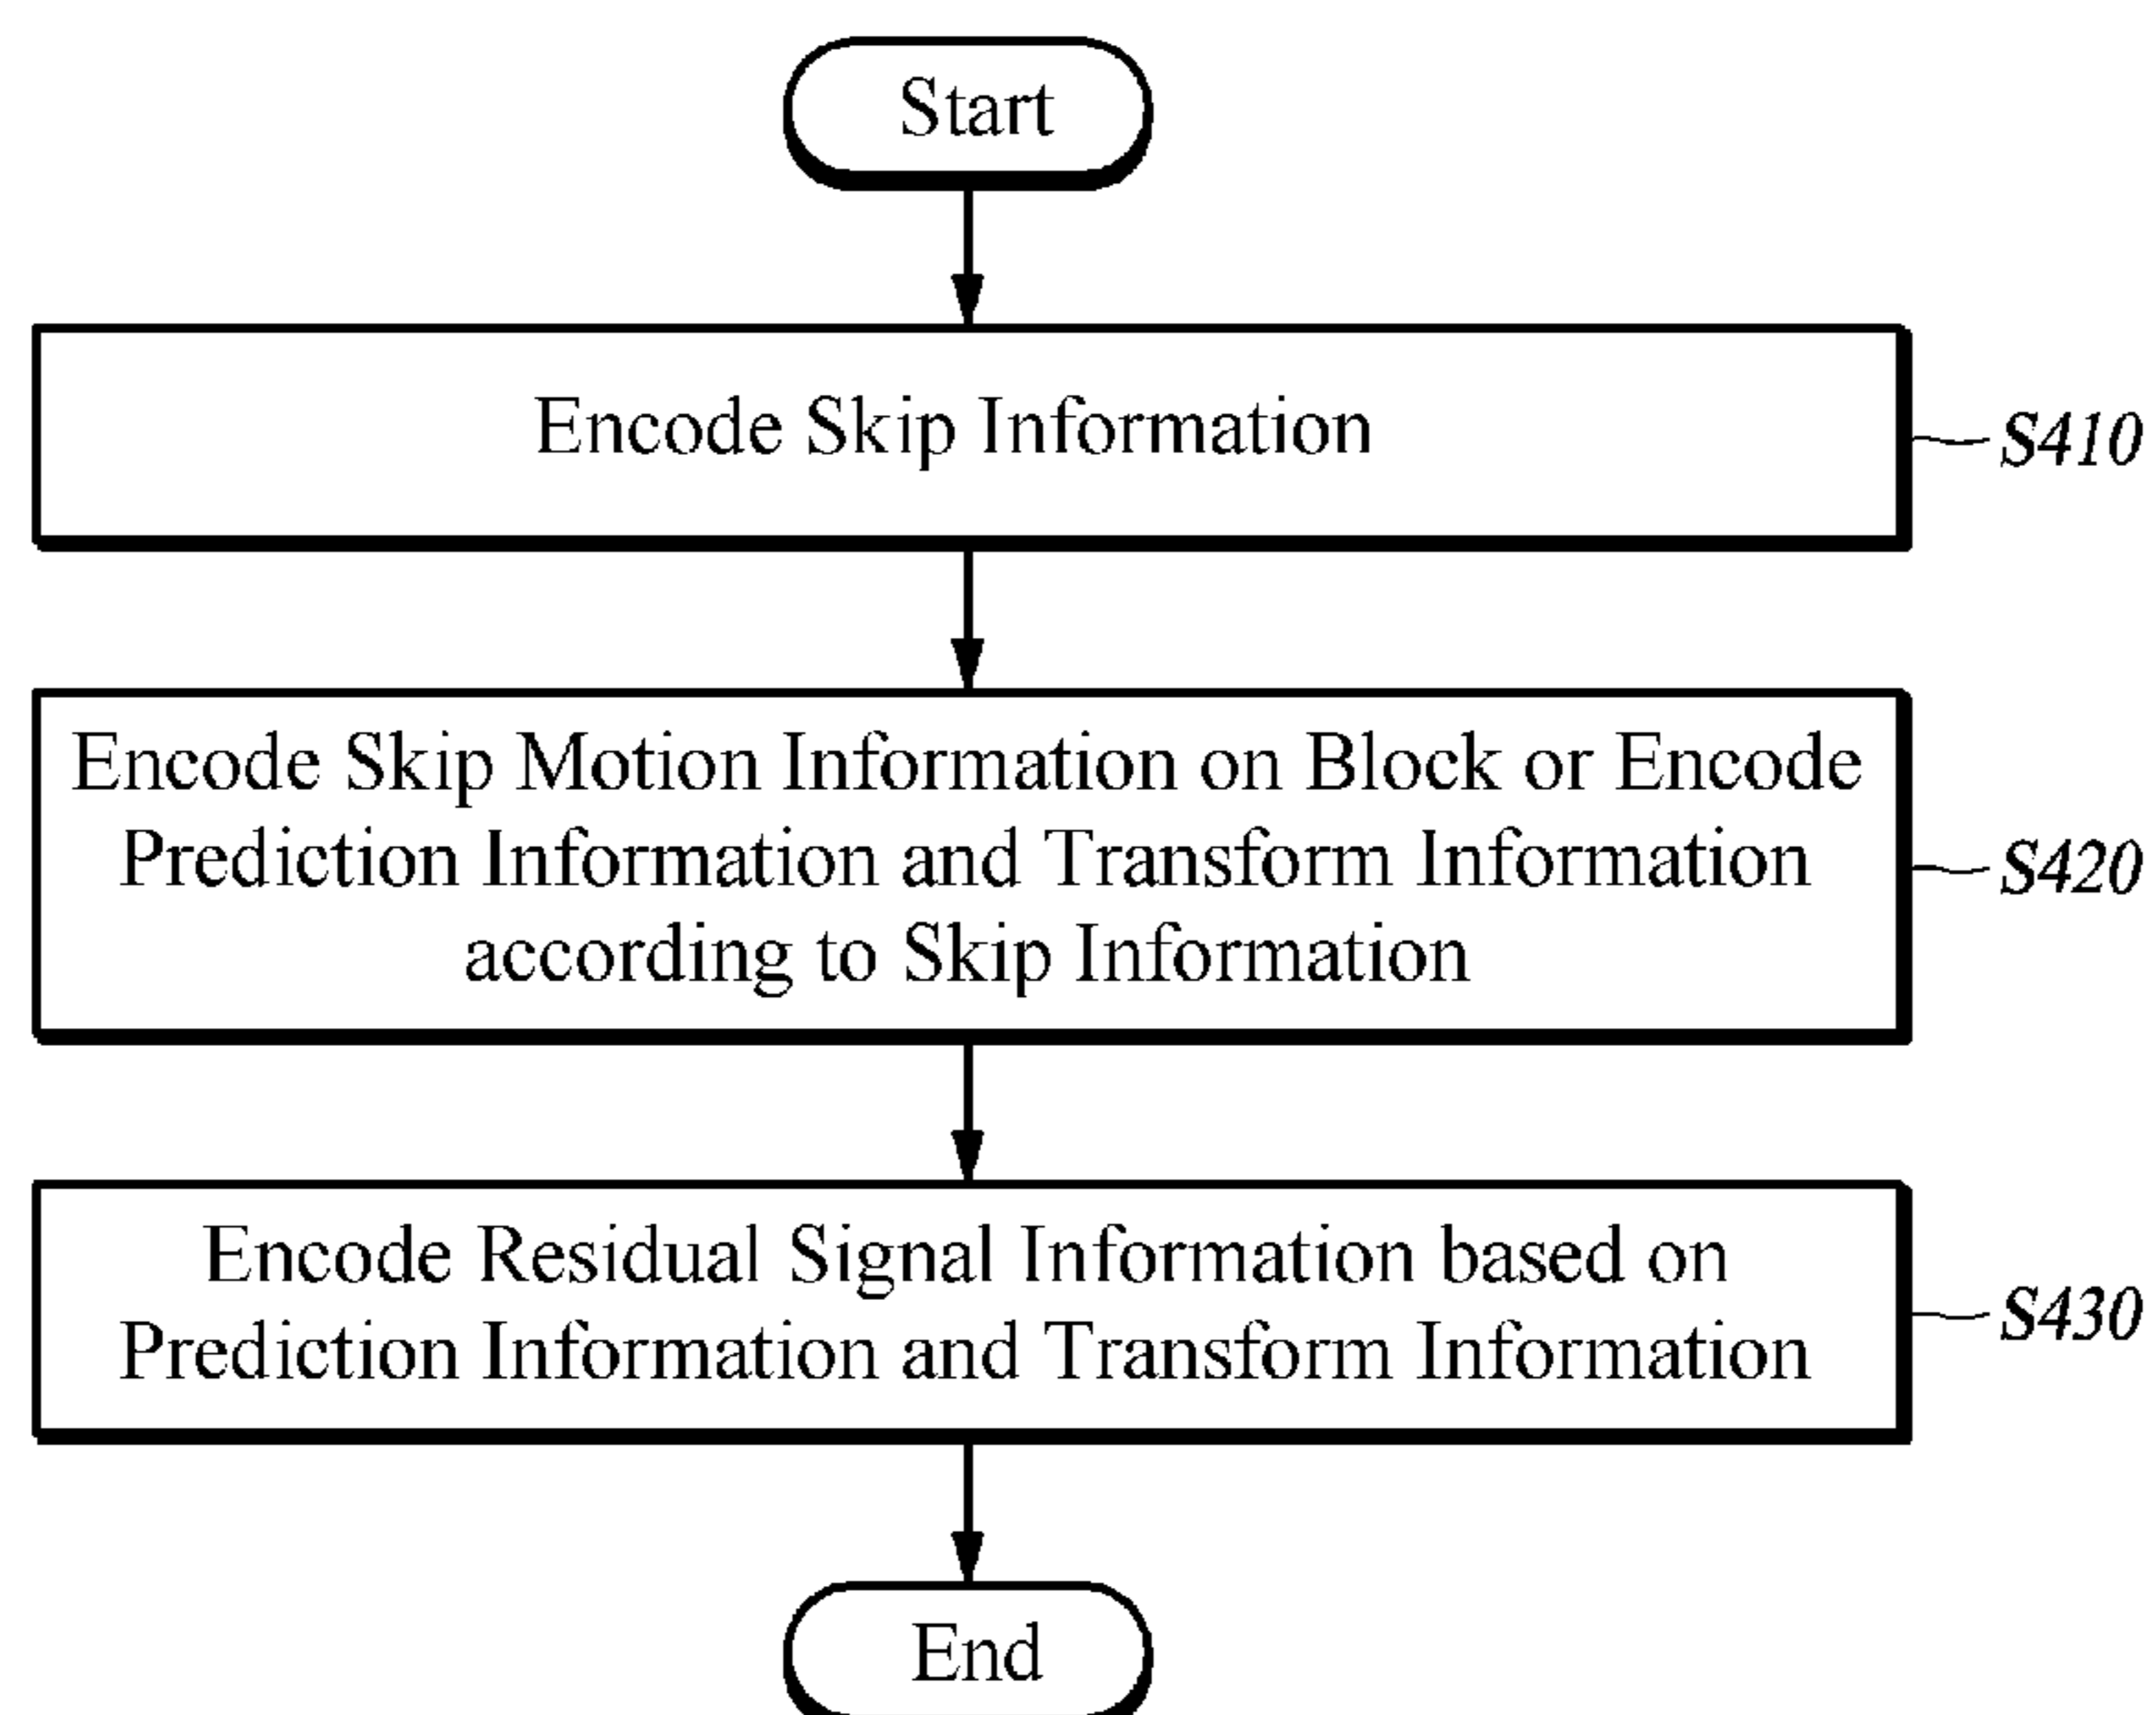 Start
Encode Skip Information
S410
Encode Skip Motion Information on Block or Encode
Prediction Information and Transform Information
according to Skip Information
S420
Encode Residual Signal Information based on
Prediction Information and Transform Information
S430
End